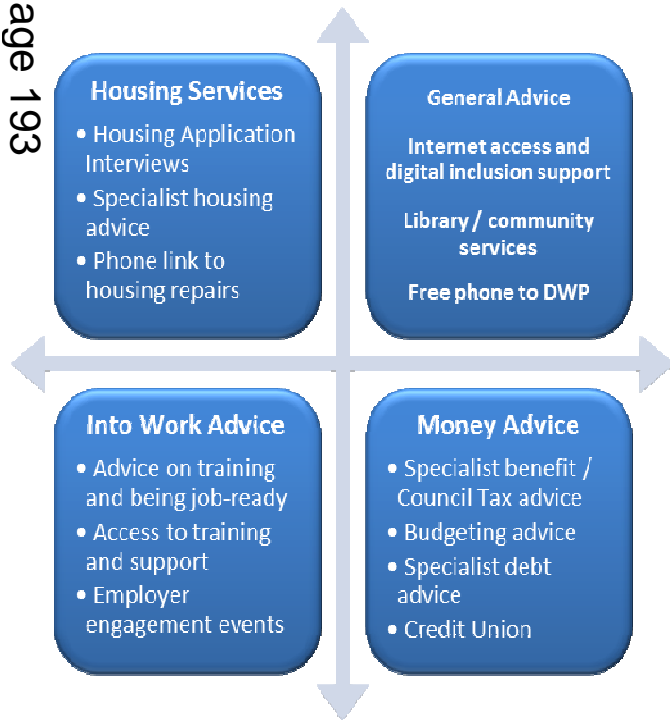 age 193
Housing Services
• Housing Application
Interviews
• Specialist housing
advice
• Phone link to
housing repairs
General Advice
Internet access and
digital inclusion support
Library / community
services
Free phone to DWP
Into Work Advice
• Advice on training
and being job-ready
• Access to training
and support
• Employer
engagement events
Money Advice
• Specialist benefit /
Council Tax advice
• Budgeting advice
• Specialist debt
advice
• Credit Union